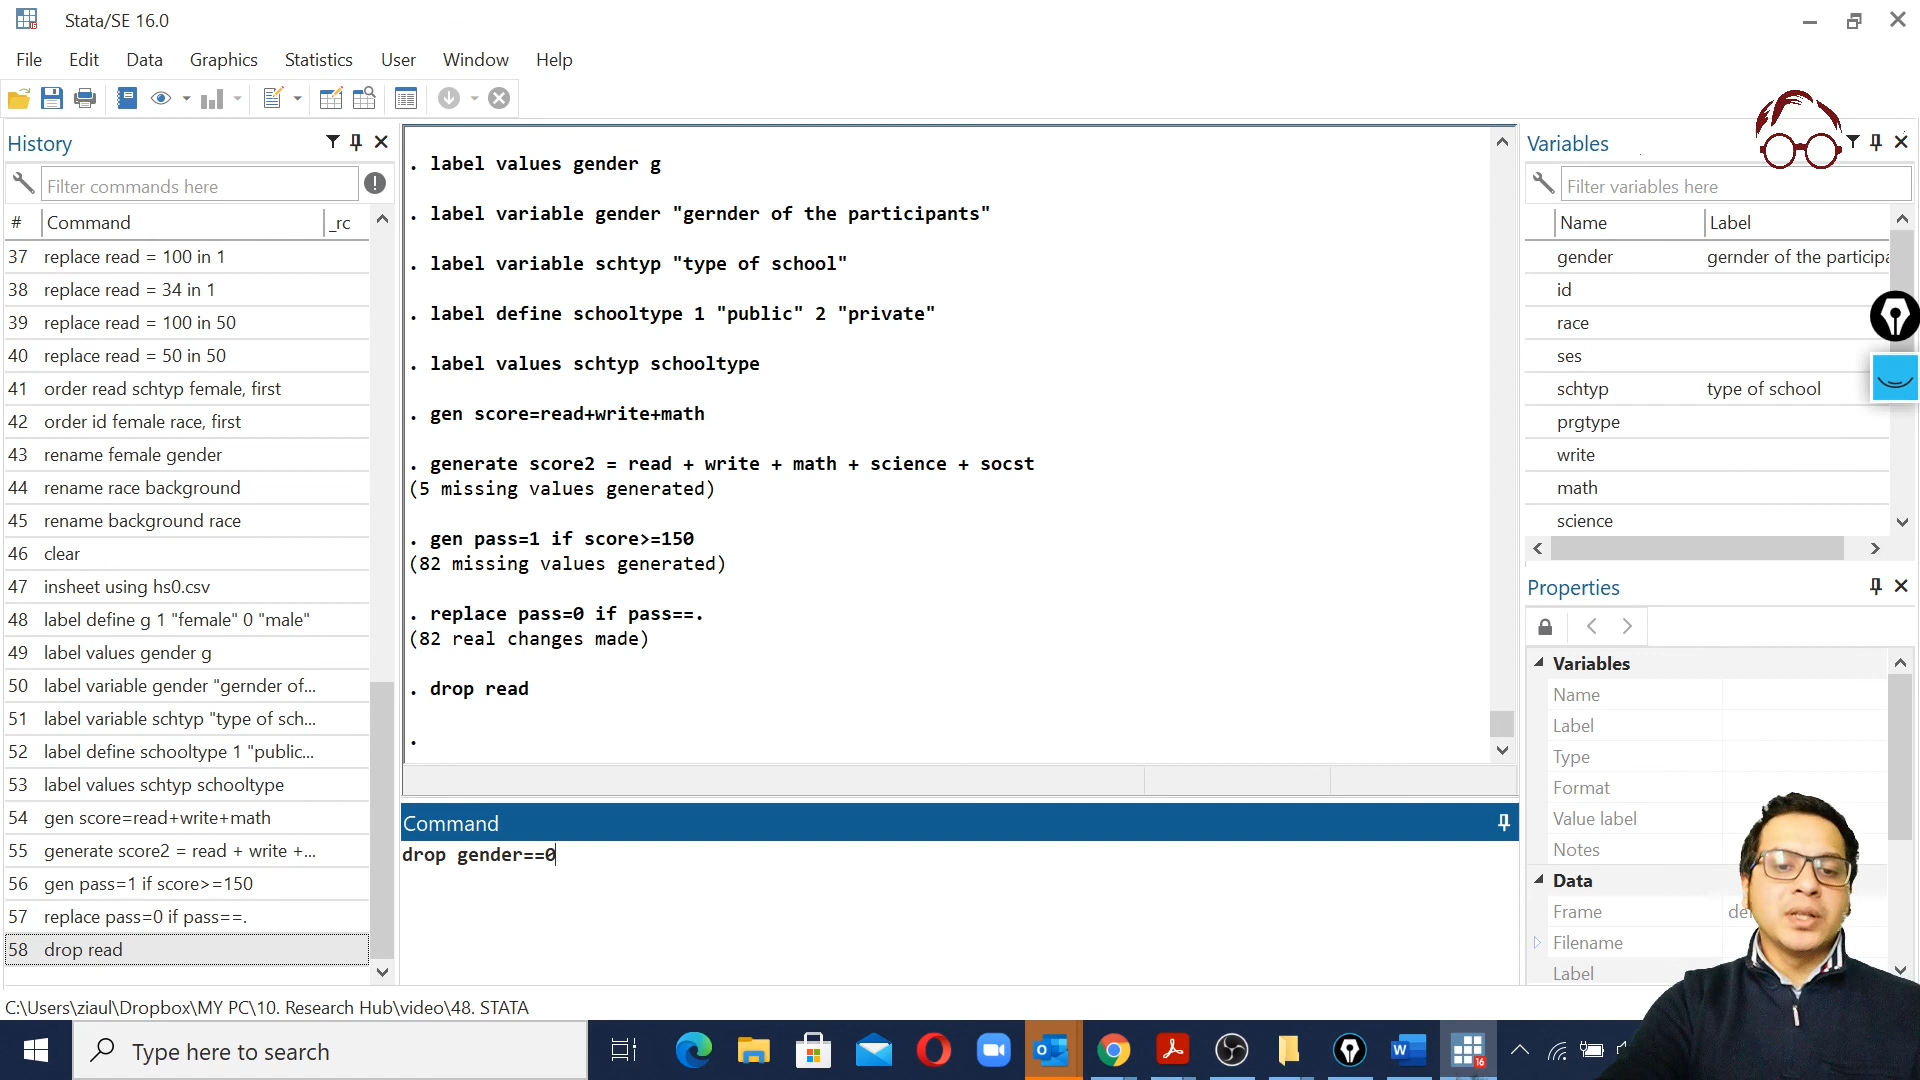 Stata/SE 16.0
File Edit Data Graphics Statistics User Window Help
History
Filter commands here
# Command _rc
37 replace read = 100 in 1
38 replace read = 34 in 1
39 replace read = 100 in 50
40 replace read = 50 in 50
41 order read schtyp female, first
42 order id female race, first
43 rename female gender
44 rename race background
45 rename background race
46 clear
47 insheet using hs0.csv
48 label define g 1 "female" 0 "male"
49 label values gender g
50 label variable gender "gernder of...
51 label variable schtyp "type of sch...
52 label define schooltype 1 "public...
53 label values schtyp schooltype
54 gen score=read+write+math
55 generate score2 = read + write +...
56 gen pass=1 if score>=150
57 replace pass=0 if pass==.
58 drop read
. label values gender g
. label variable gender "gernder of the participants"
. label variable schtyp "type of school"
. label define schooltype 1 "public" 2 "private"
. label values schtyp schooltype
. gen score=read+write+math
. generate score2 = read + write + math + science + socst
(5 missing values generated)
. gen pass=1 if score>=150
(82 missing values generated)
. replace pass=0 if pass==.
(82 real changes made)
. drop read
.
Command
drop gender==0
Variables
Filter variables here
Name Label
gender gernder of the participa
id
race
ses
schtyp type of school
prgtype
write
math
science
Properties
Variables
Name
Label
Type
Format
Value label
Notes
Data
Frame
Filename
Label
C:\Users\ziaul\Dropbox\MY PC\10. Research Hub\video\48. STATA
Type here to search
16